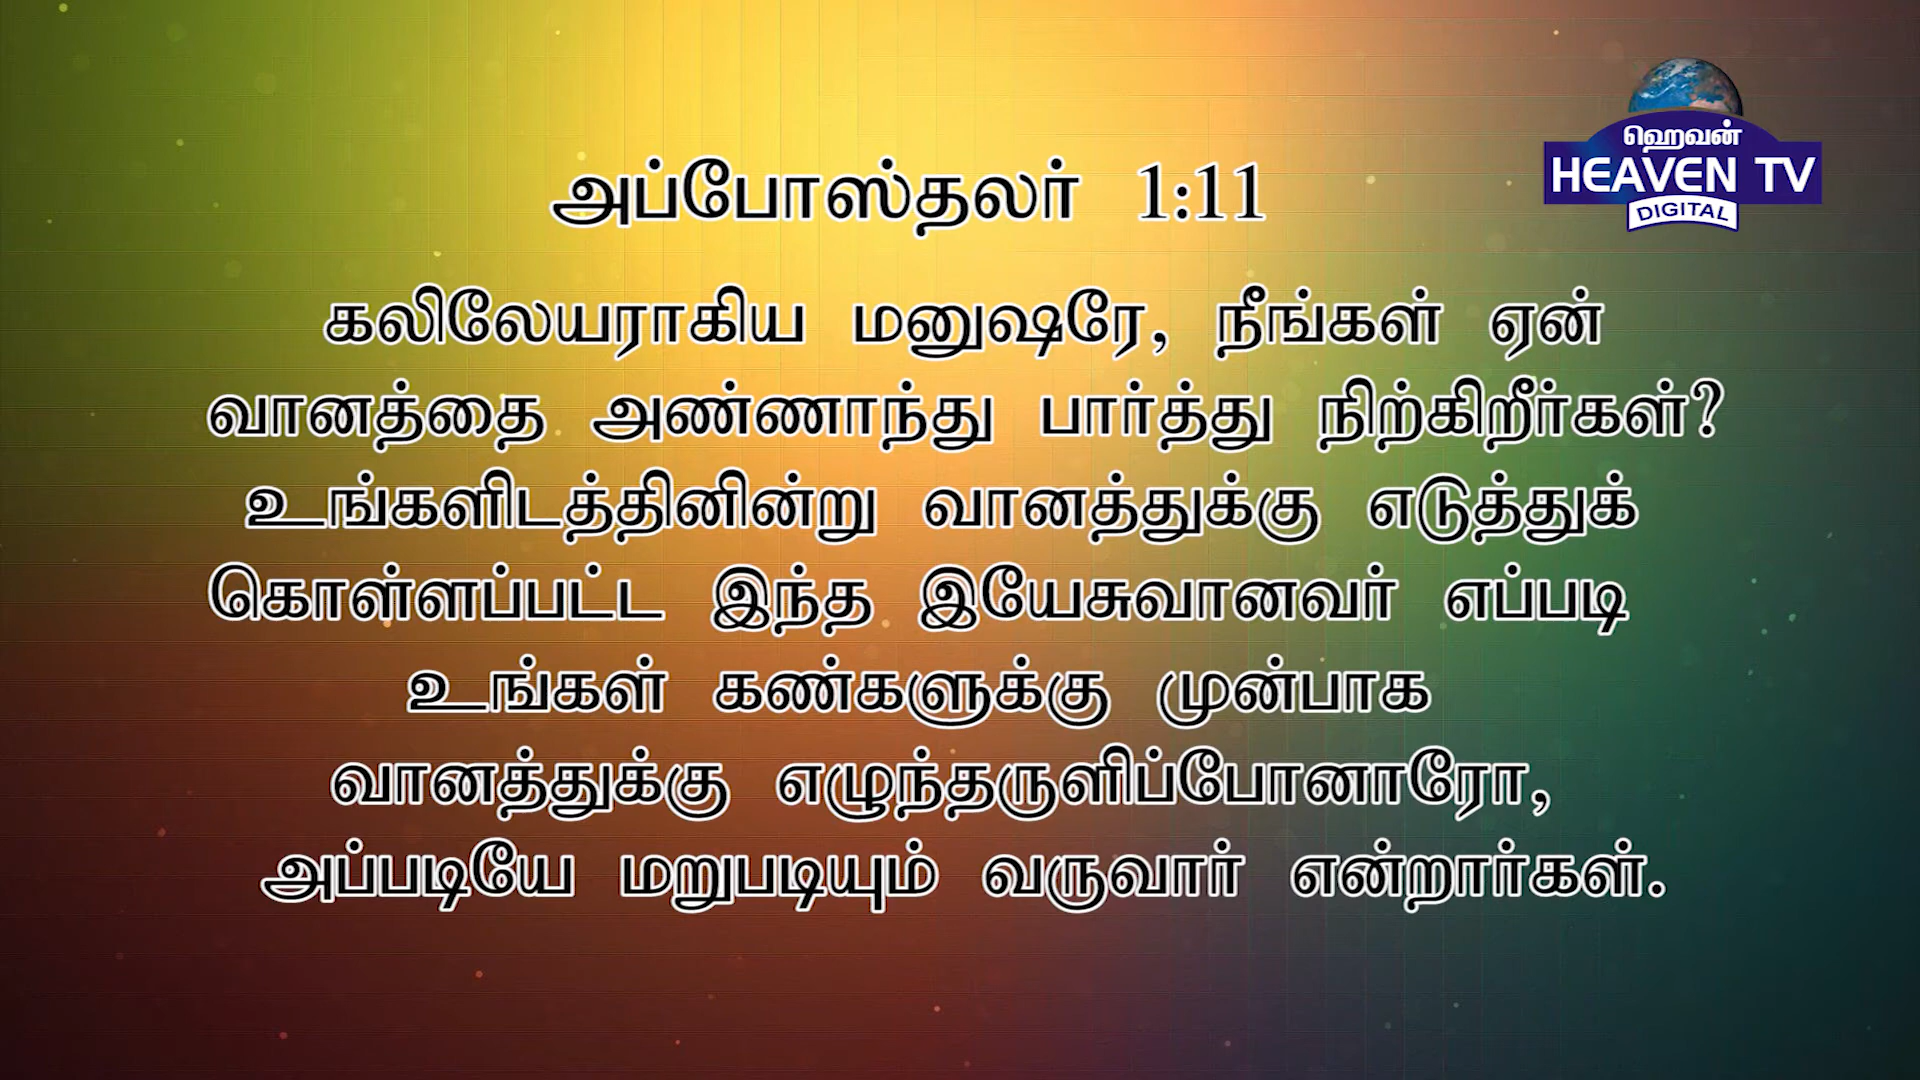 ஹெவன்
HEAVEN TV
DIGITAL
அப்போஸ்தலர் 1:11
கலிலேயராகிய மனுஷரே, நீங்கள் ஏன்
வானத்தை அண்ணாந்து பார்த்து நிற்கிறீர்கள்?
உங்களிடத்தினின்று வானத்துக்கு எடுத்துக்
கொள்ளப்பட்ட இந்த இயேசுவானவர் எப்படி
உங்கள் கண்களுக்கு முன்பாக
வானத்துக்கு எழுந்தருளிப்போனாரோ,
அப்படியே மறுபடியும் வருவார் என்றார்கள்.